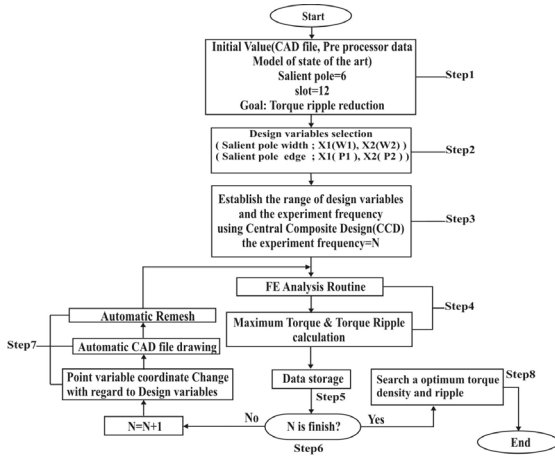 Start
Initial Value(CAD file, Pre processor data
Model of state of the art)
Salient pole=6
slot=12
Goal: Torque ripple reduction
Step1
Design variables selection
( Salient pole width ; X1(W1), X2(W2) )
( Salient pole edge ; X1( P1 ), X2( P2 ) )
Step2
Establish the range of design variables
and the experiment frequency
using Central Composite Design(CCD)
the experiment frequency=N
Step3
FE Analysis Routine
Maximum Torque & Torque Ripple
calculation
Step4
Automatic Remesh
Automatic CAD file drawing
Point variable coordinate Change
with regard to Design variables
Step7
Data storage
Step5
N is finish?
Step6
No
N=N+1
Yes
Search a optimum torque
density and ripple
Step8
End